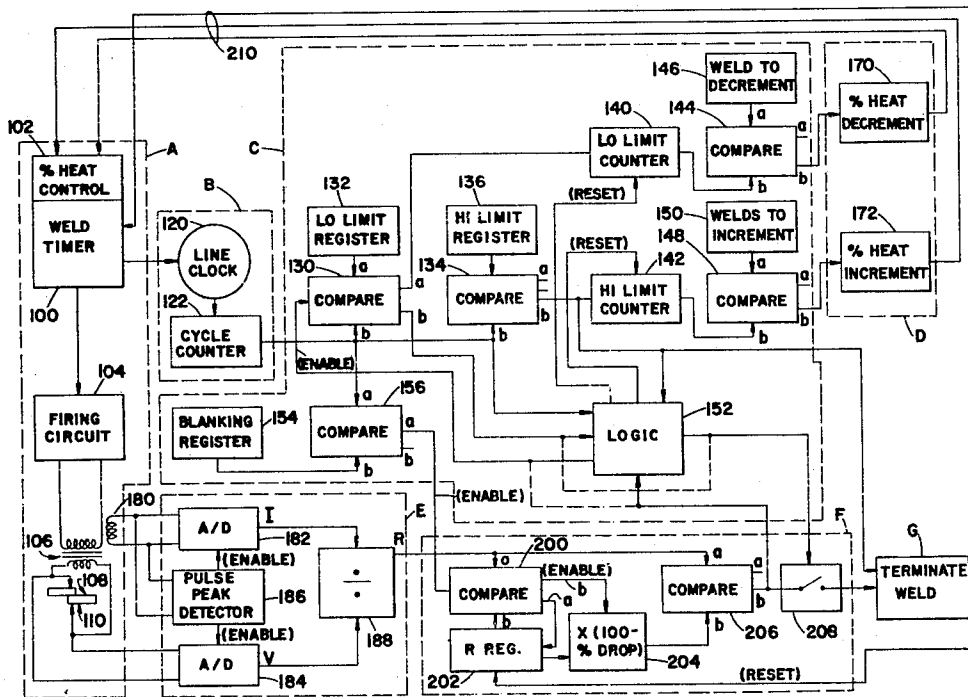 210
C
146
WELD TO
DECREMENT
170
% HEAT
DECREMENT
102
A
% HEAT
CONTROL
WELD
TIMER
100
B
120
LINE
CLOCK
122
CYCLE
COUNTER
132
LO LIMIT
REGISTER
136
HI LIMIT
REGISTER
140
LO LIMIT
COUNTER
144
a
COMPARE
a
b
b
(RESET)
130
a
COMPARE
a
b
b
(ENABLE)
134
a
COMPARE
a
b
b
(RESET)
142
HI LIMIT
COUNTER
150
WELDS TO
INCREMENT
148
a
COMPARE
a
b
b
172
% HEAT
INCREMENT
D
104
FIRING
CIRCUIT
154
BLANKING
REGISTER
156
a
COMPARE
a
b
b
(ENABLE)
152
LOGIC
180
106
108
110
E
A/D
I
182
(ENABLE)
PULSE
PEAK
DETECTOR
186
(ENABLE)
A/D
V
184
÷
188
R
F
200
a
COMPARE
(ENABLE)
b
a
b
R REG.
202
X (100-
% DROP)
204
a
COMPARE
a
b
b
206
208
(RESET)
G
TERMINATE
WELD